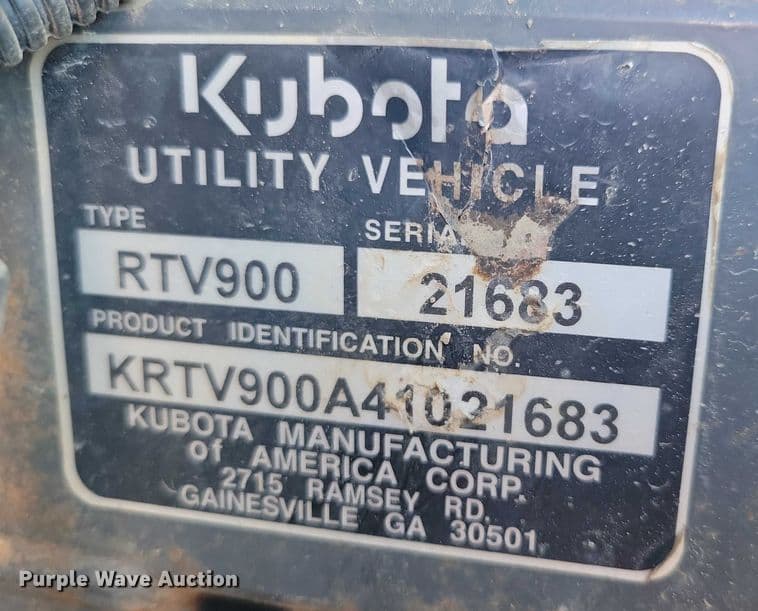 Kubota
UTILITY VEHICLE
TYPE
RTV900
21683
PRODUCT IDENTIFICATION NO.
KRTV900A41021683
KUBOTA MANUFACTURING
of AMERICA CORP.
2715 RAMSEY RD.
GAINESVILLE GA 30501
Purple Wave Auction